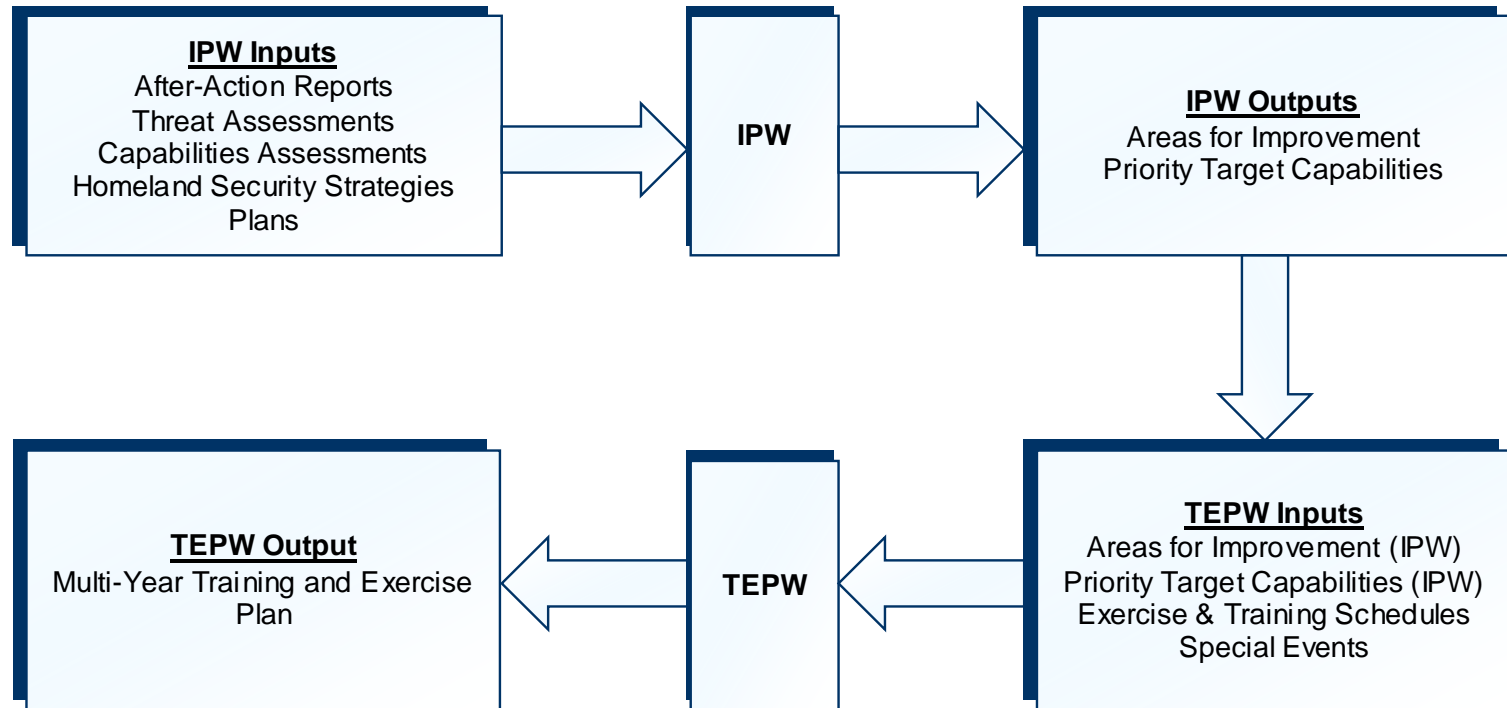 IPW Inputs
After-Action Reports
Threat Assessments
Capabilities Assessments
Homeland Security Strategies
Plans
IPW
IPW Outputs
Areas for Improvement
Priority Target Capabilities
TEPW Inputs
Areas for Improvement (IPW)
Priority Target Capabilities (IPW)
Exercise & Training Schedules
Special Events
TEPW
TEPW Output
Multi-Year Training and Exercise
Plan